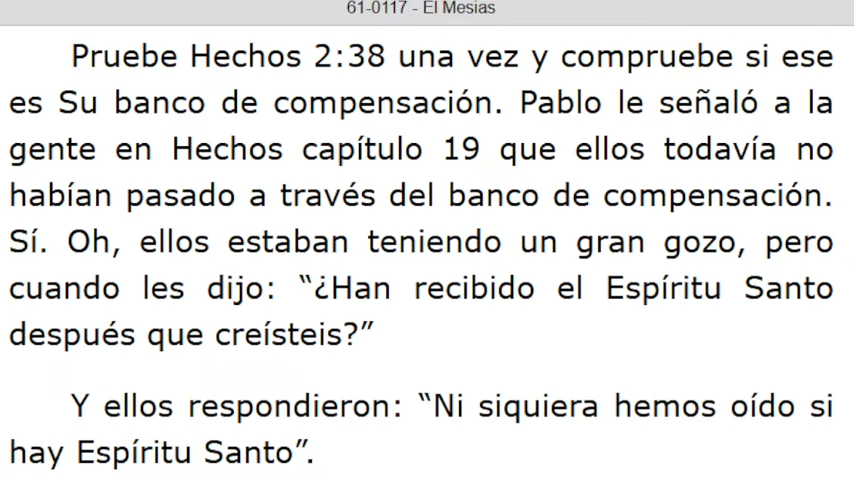 61-0117 - El Mesias
Pruebe Hechos 2:38 una vez y compruebe si ese
es Su banco de compensación. Pablo le señaló a la
gente en Hechos capítulo 19 que ellos todavía no
habían pasado a través del banco de compensación.
Sí. Oh, ellos estaban teniendo un gran gozo, pero
cuando les dijo: “¿Han recibido el Espíritu Santo
después que creísteis?”
Y ellos respondieron: “Ni siquiera hemos oído si
hay Espíritu Santo”.